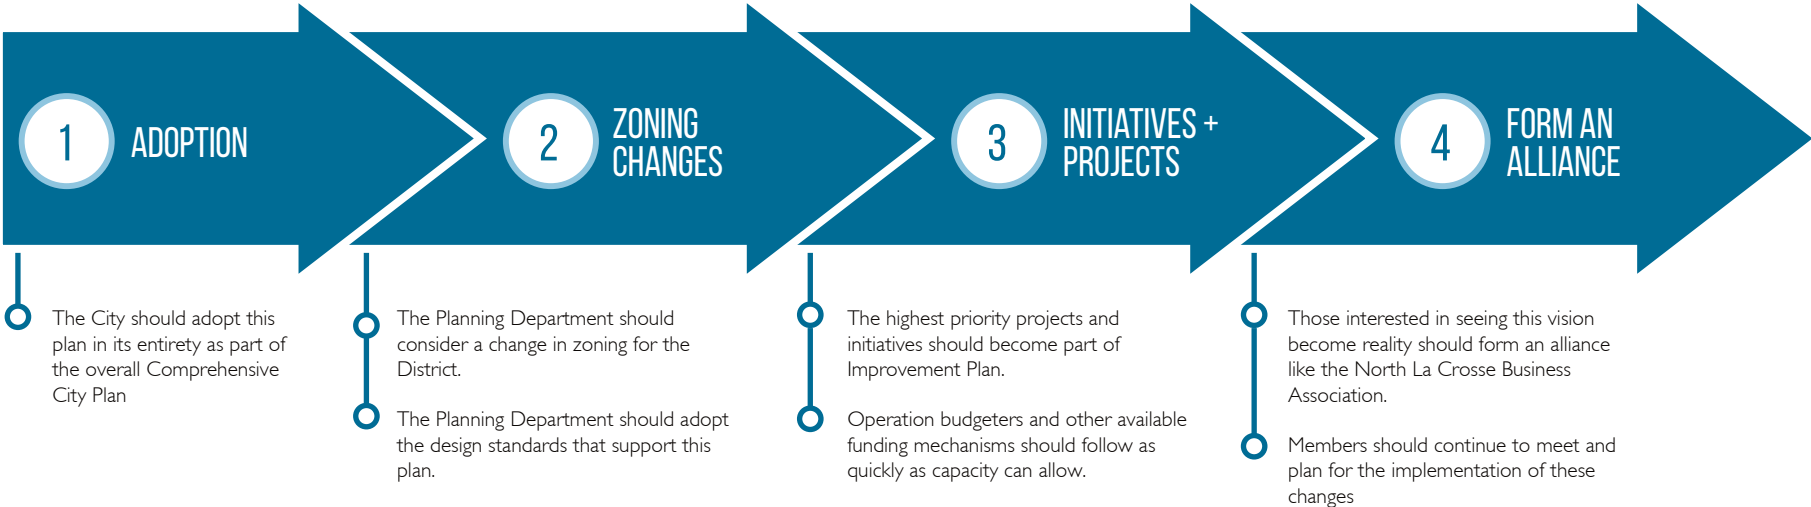 1
ADOPTION
The City should adopt this
plan in its entirety as part of
the overall Comprehensive
City Plan
2
ZONING
CHANGES
The Planning Department should
consider a change in zoning for the
District.
The Planning Department should adopt
the design standards that support this
plan.
3
INITIATIVES +
PROJECTS
The highest priority projects and
initiatives should become part of
Improvement Plan.
Operation budgeters and other available
funding mechanisms should follow as
quickly as capacity can allow.
4
FORM AN
ALLIANCE
Those interested in seeing this vision
become reality should form an alliance
like the North La Crosse Business
Association.
Members should continue to meet and
plan for the implementation of these
changes